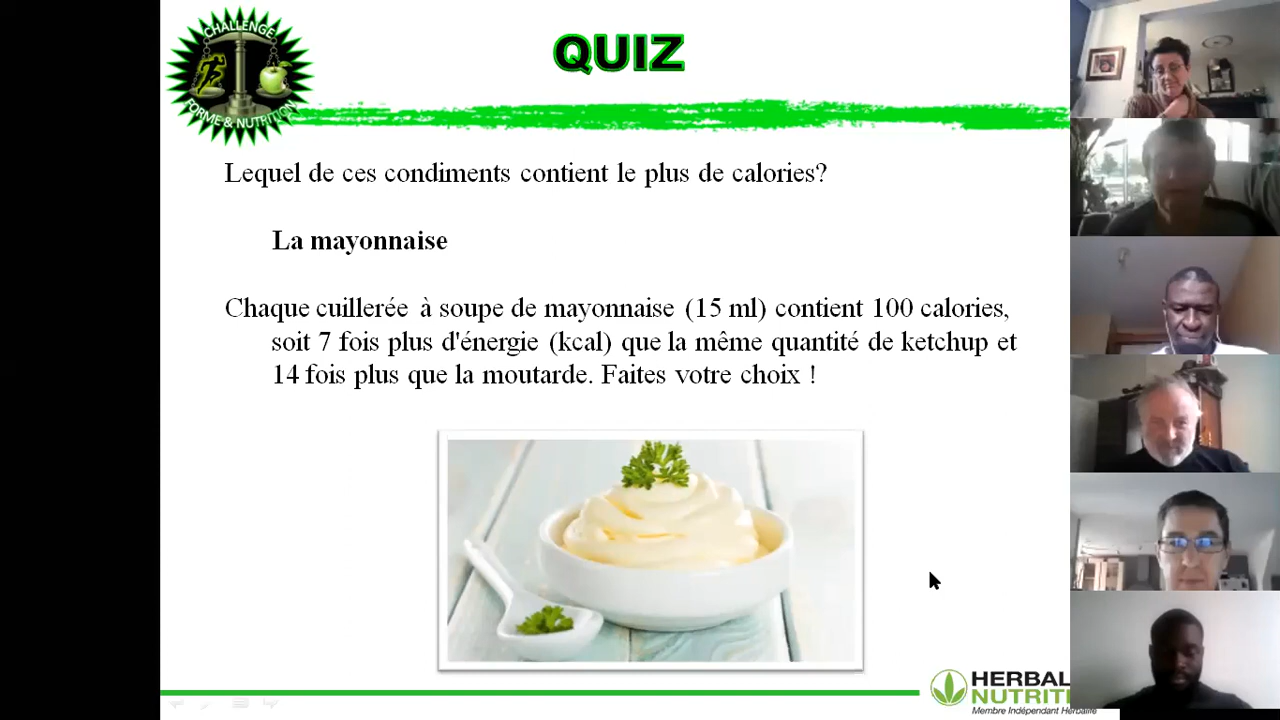 CHALLENGE
FORME & NUTRITION
QUIZ
Lequel de ces condiments contient le plus de calories?
La mayonnaise
Chaque cuillerée à soupe de mayonnaise (15 ml) contient 100 calories,
soit 7 fois plus d'énergie (kcal) que la même quantité de ketchup et
14 fois plus que la moutarde. Faites votre choix !
HERBAL
NUTRITI
Membre Indépendant Herbalife